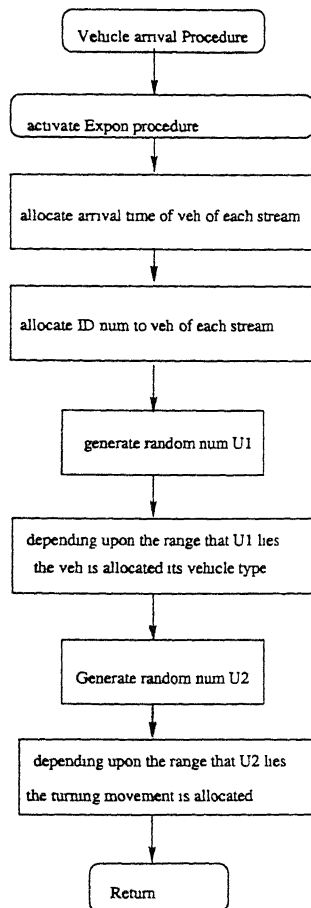 Vehicle arrival Procedure
activate Expon procedure
allocate arrival time of veh of each stream
allocate ID num to veh of each stream
generate random num U1
depending upon the range that U1 lies
the veh is allocated its vehicle type
Generate random num U2
depending upon the range that U2 lies
the turning movement is allocated
Return